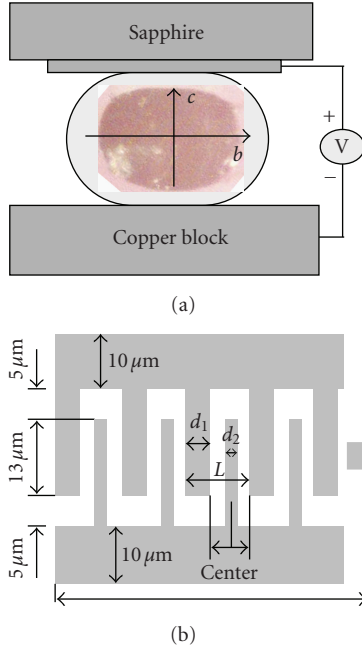 Sapphire
c
b
+
V
−
Copper block
(a)
5 μm
10 μm
13 μm
d1
d2
L
5 μm
10 μm
Center
(b)